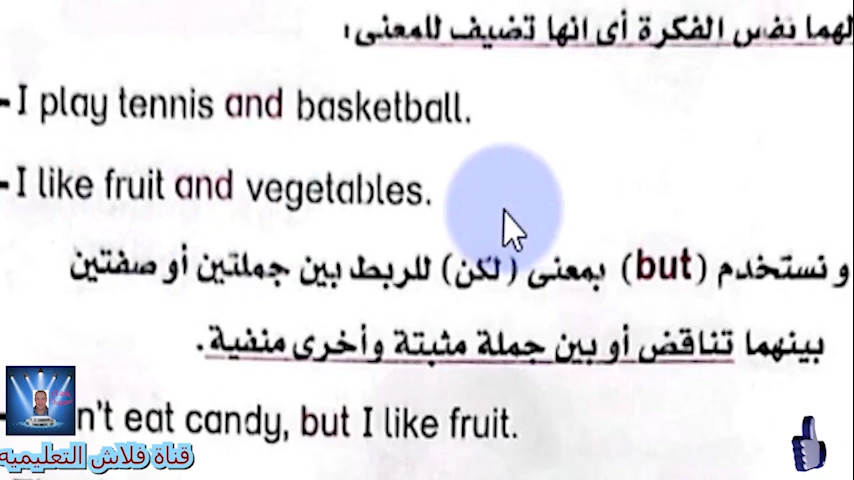 لهما نفس الفكرة أى انها تضيف للمعنى:
-I play tennis and basketball.
-I like fruit and vegetables.
و نستخدم (but) بمعنى (لكن) للربط بين جملتين أو صفتين
بينهما تناقض أو بين جملة مثبتة وأخرى منفية.
n't eat candy, but I like fruit.
قناة فلاش التعليميه